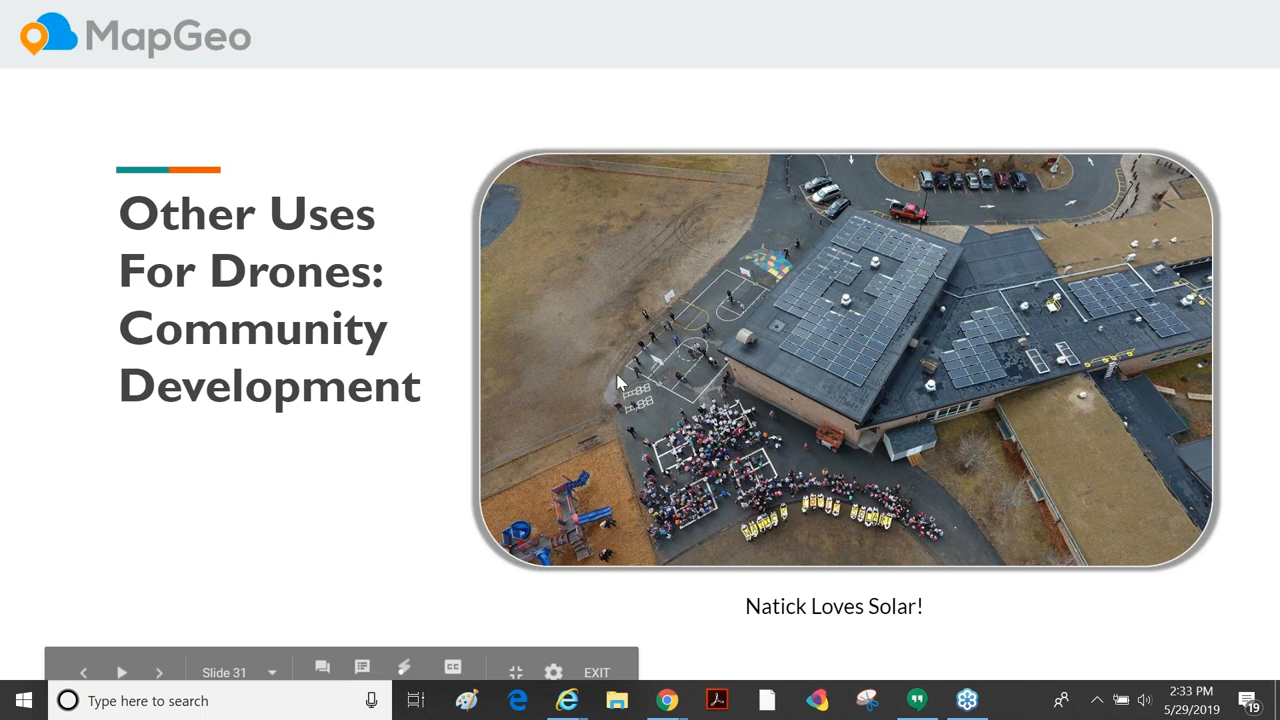 MapGeo
Other Uses
For Drones:
Community
Development
Natick Loves Solar!
Slide 31
CC
EXIT
Type here to search
2:33 PM
5/29/2019
19